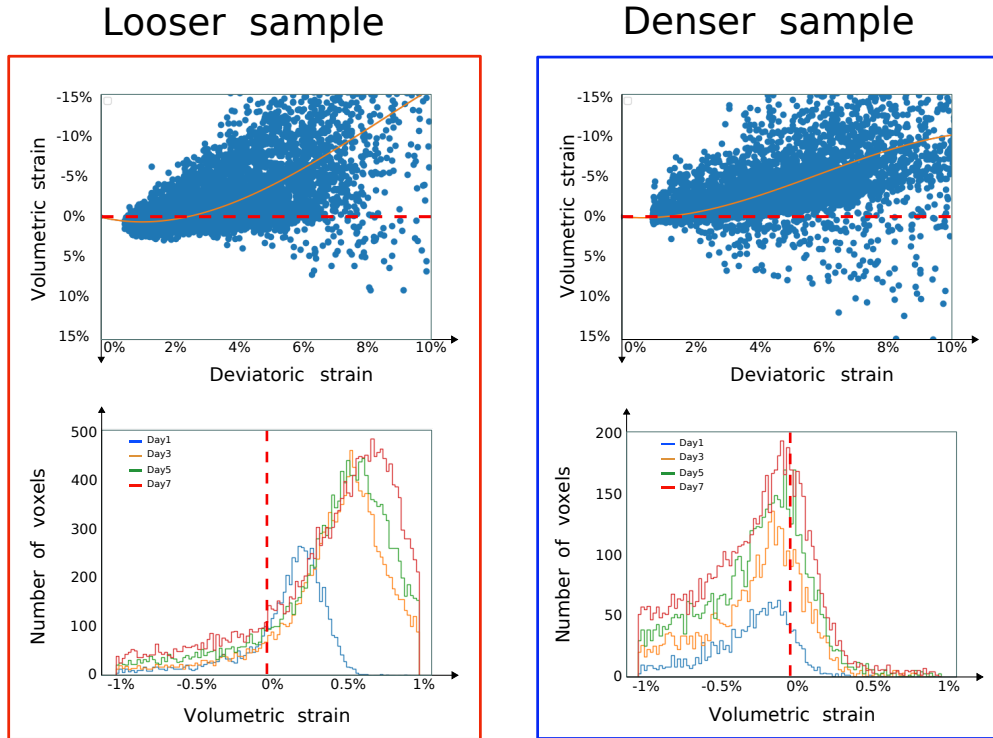 Looser sample
Denser sample
Volumetric strain
-15%
-10%
-5%
0%
5%
10%
15%
0%
2%
4%
6%
8%
10%
Deviatoric strain
Volumetric strain
-15%
-10%
-5%
0%
5%
10%
15%
0%
2%
4%
6%
8%
10%
Deviatoric strain
Number of voxels
500
400
300
200
100
0
Day1
Day3
Day5
Day7
-1%
0%
0.5%
1%
Volumetric strain
Number of voxels
200
150
100
50
0
Day1
Day3
Day5
Day7
-1%
-0.5%
0%
0.5%
1%
Volumetric strain